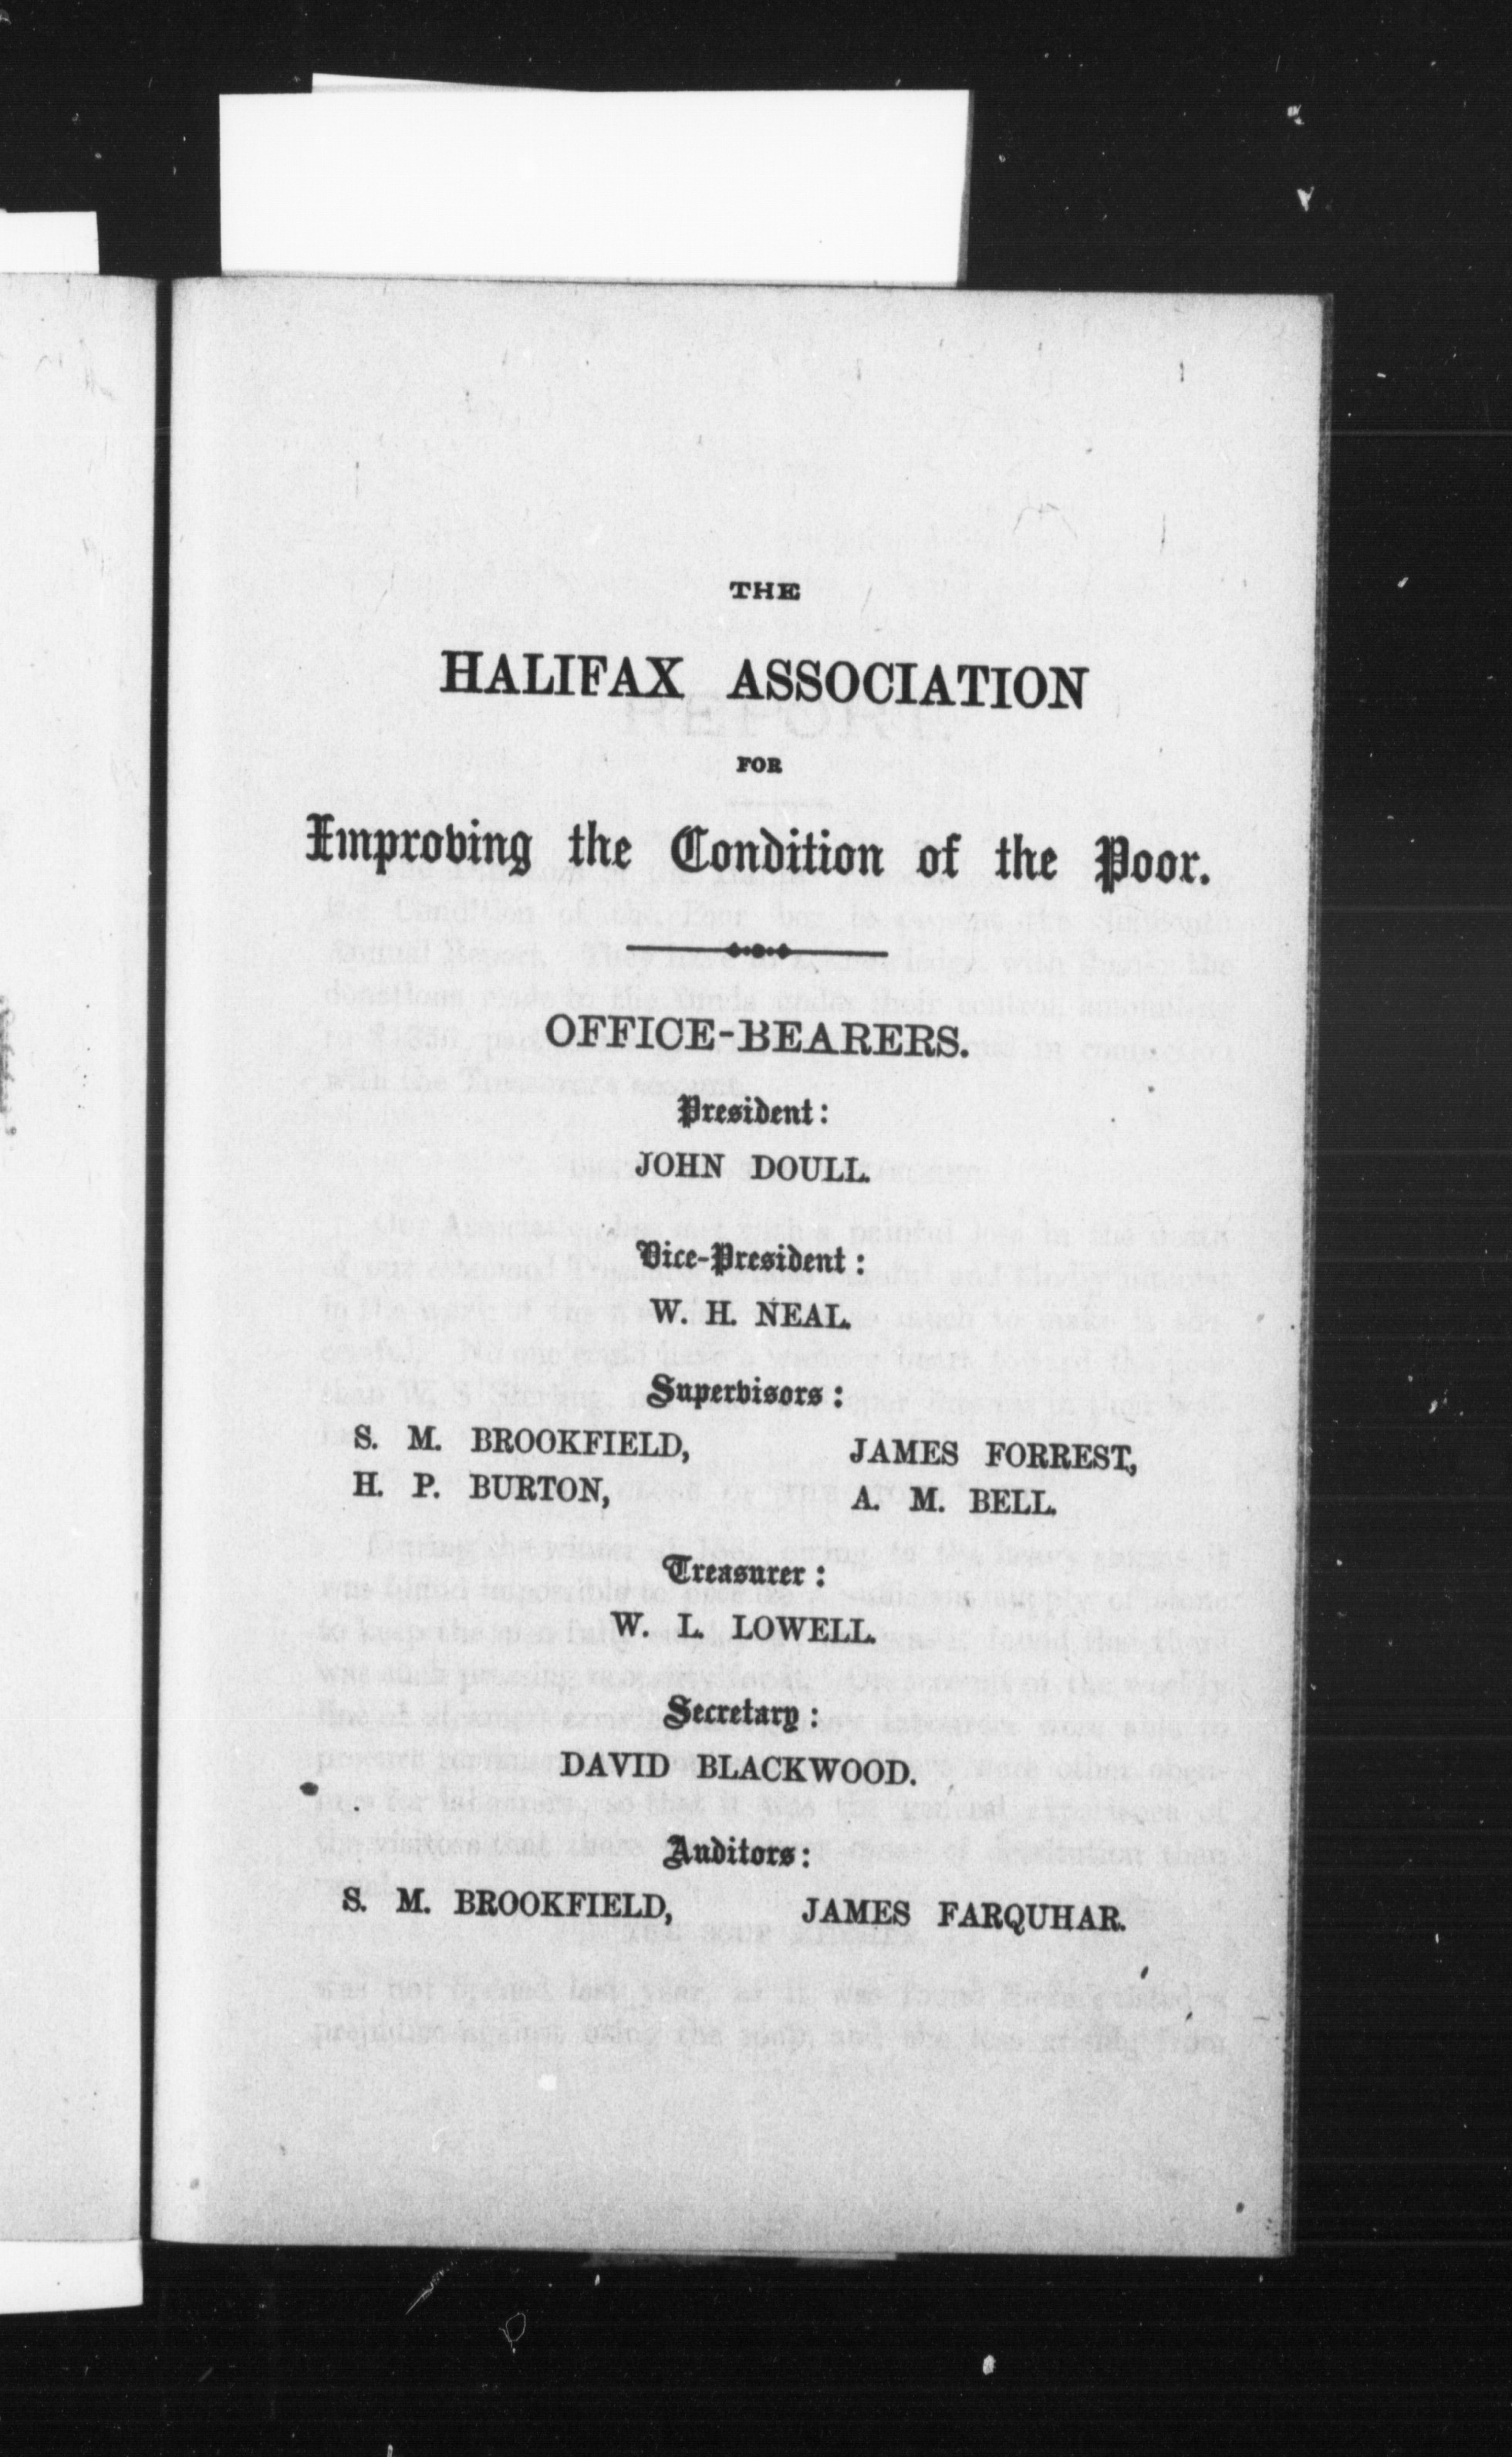 THE
HALIFAX ASSOCIATION
FOR
Improving the Condition of the Poor.
OFFICE-BEARERS.
President:
JOHN DOULL.
Vice-President:
W. H. NEAL.
Supervisors:
S. M. BROOKFIELD, JAMES FORREST,
H. P. BURTON, A. M. BELL.
Treasurer:
W. L. LOWELL.
Secretary:
DAVID BLACKWOOD.
Auditors:
S. M. BROOKFIELD, JAMES FARQUHAR.